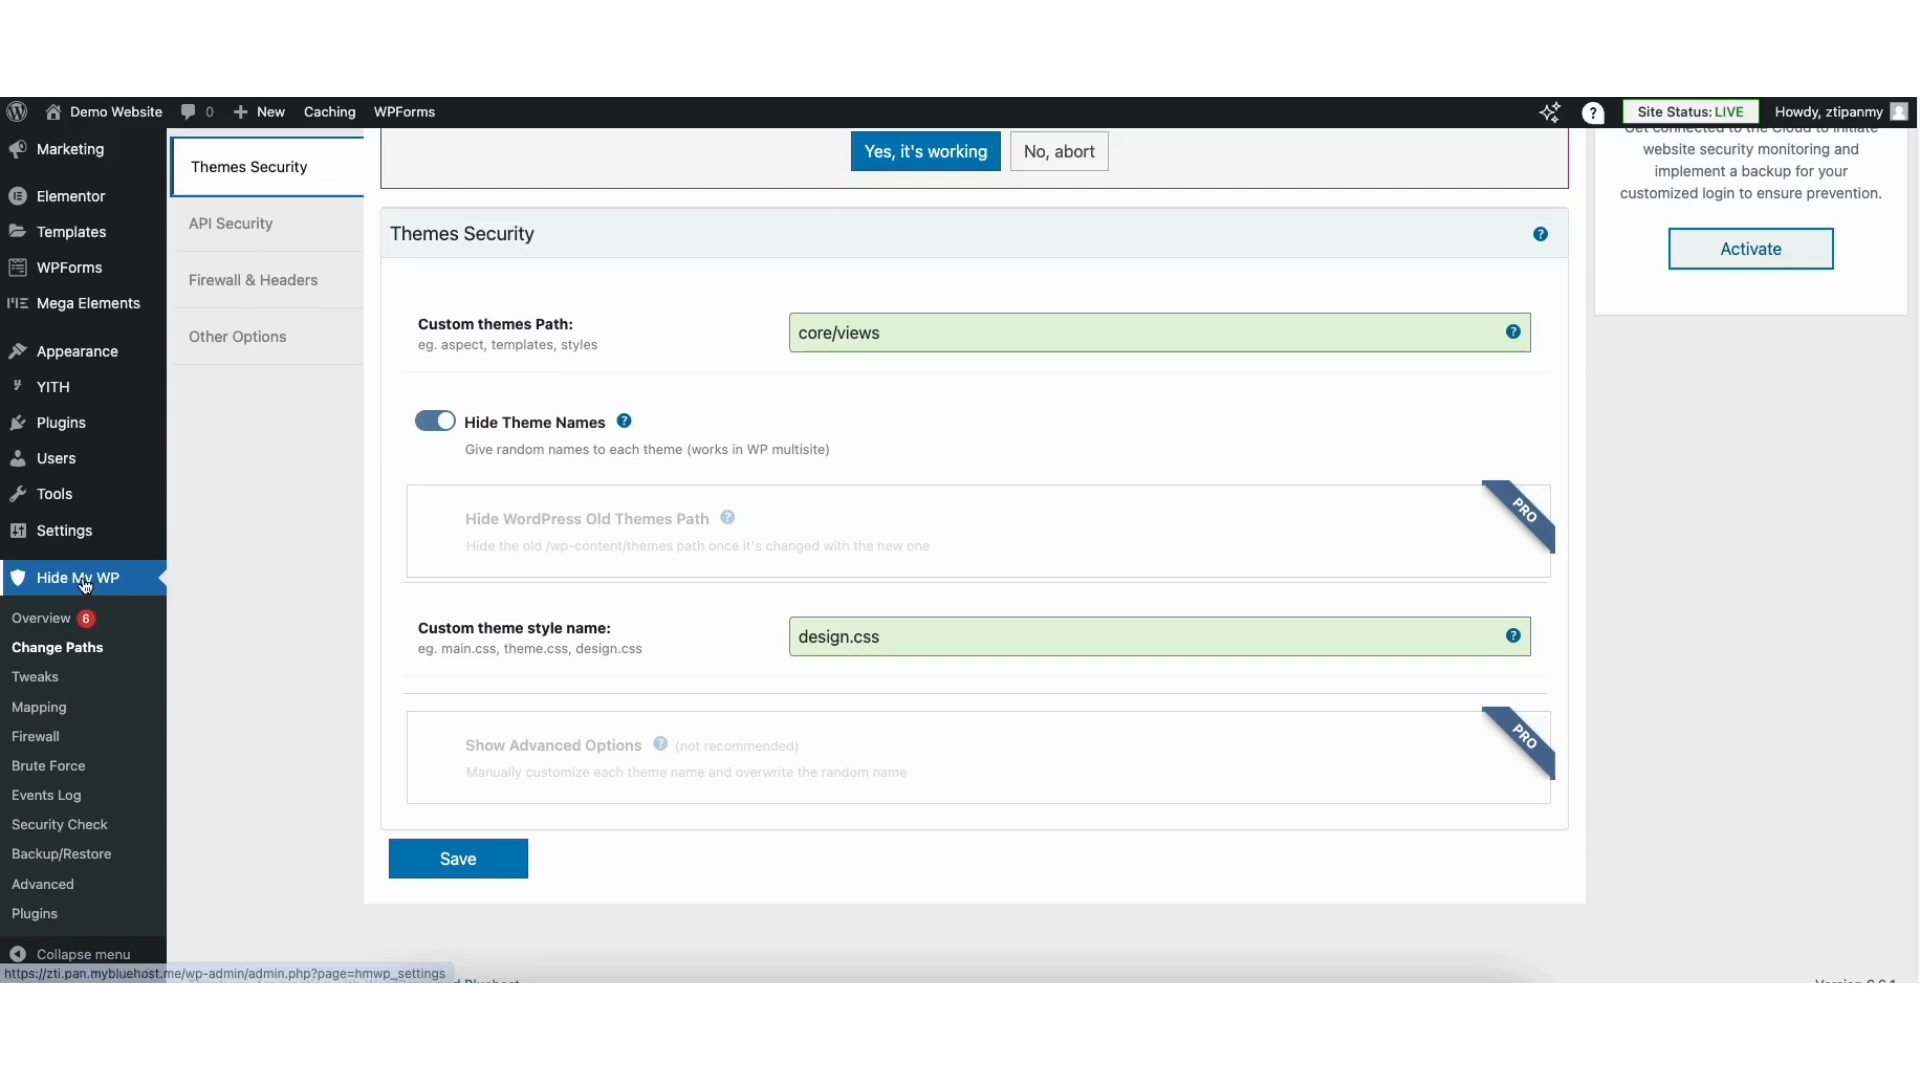 Demo Website 0 New Caching WPForms Site Status: LIVE Howdy, ztipanmy
Marketing
Elementor
Templates
WPForms
Mega Elements
Appearance
YITH
Plugins
Users
Tools
Settings
Hide My WP
Overview 6
Change Paths
Tweaks
Mapping
Firewall
Brute Force
Events Log
Security Check
Backup/Restore
Advanced
Plugins
Collapse menu
https://zti.pan.mybluehost.me/wp-admin/admin.php?page=hmwp_settings
Themes Security
API Security
Firewall & Headers
Other Options
Yes, it's working No, abort
Themes Security
Custom themes Path:
eg. aspect, templates, styles
core/views
Hide Theme Names
Give random names to each theme (works in WP multisite)
PRO
Hide WordPress Old Themes Path
Hide the old /wp-content/themes path once it's changed with the new one
Custom theme style name:
eg. main.css, theme.css, design.css
design.css
PRO
Show Advanced Options (not recommended)
Manually customize each theme name and overwrite the random name
Save
Get connected to the Cloud to initiate
website security monitoring and
implement a backup for your
customized login to ensure prevention.
Activate